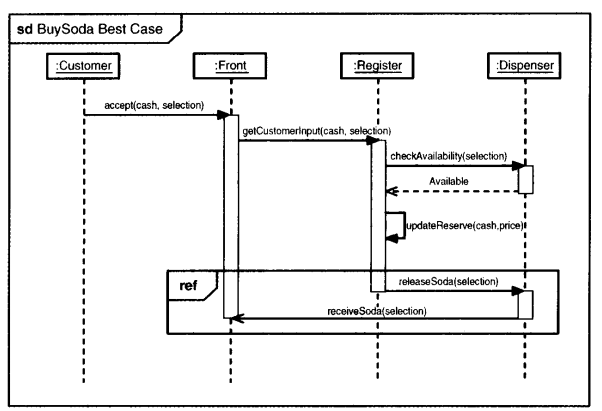 sd BuySoda Best Case
:Customer
:Front
:Register
:Dispenser
accept(cash, selection)
getCustomerInput(cash, selection)
checkAvailability(selection)
Available
updateReserve(cash,price)
ref
releaseSoda(selection)
receiveSoda(selection)